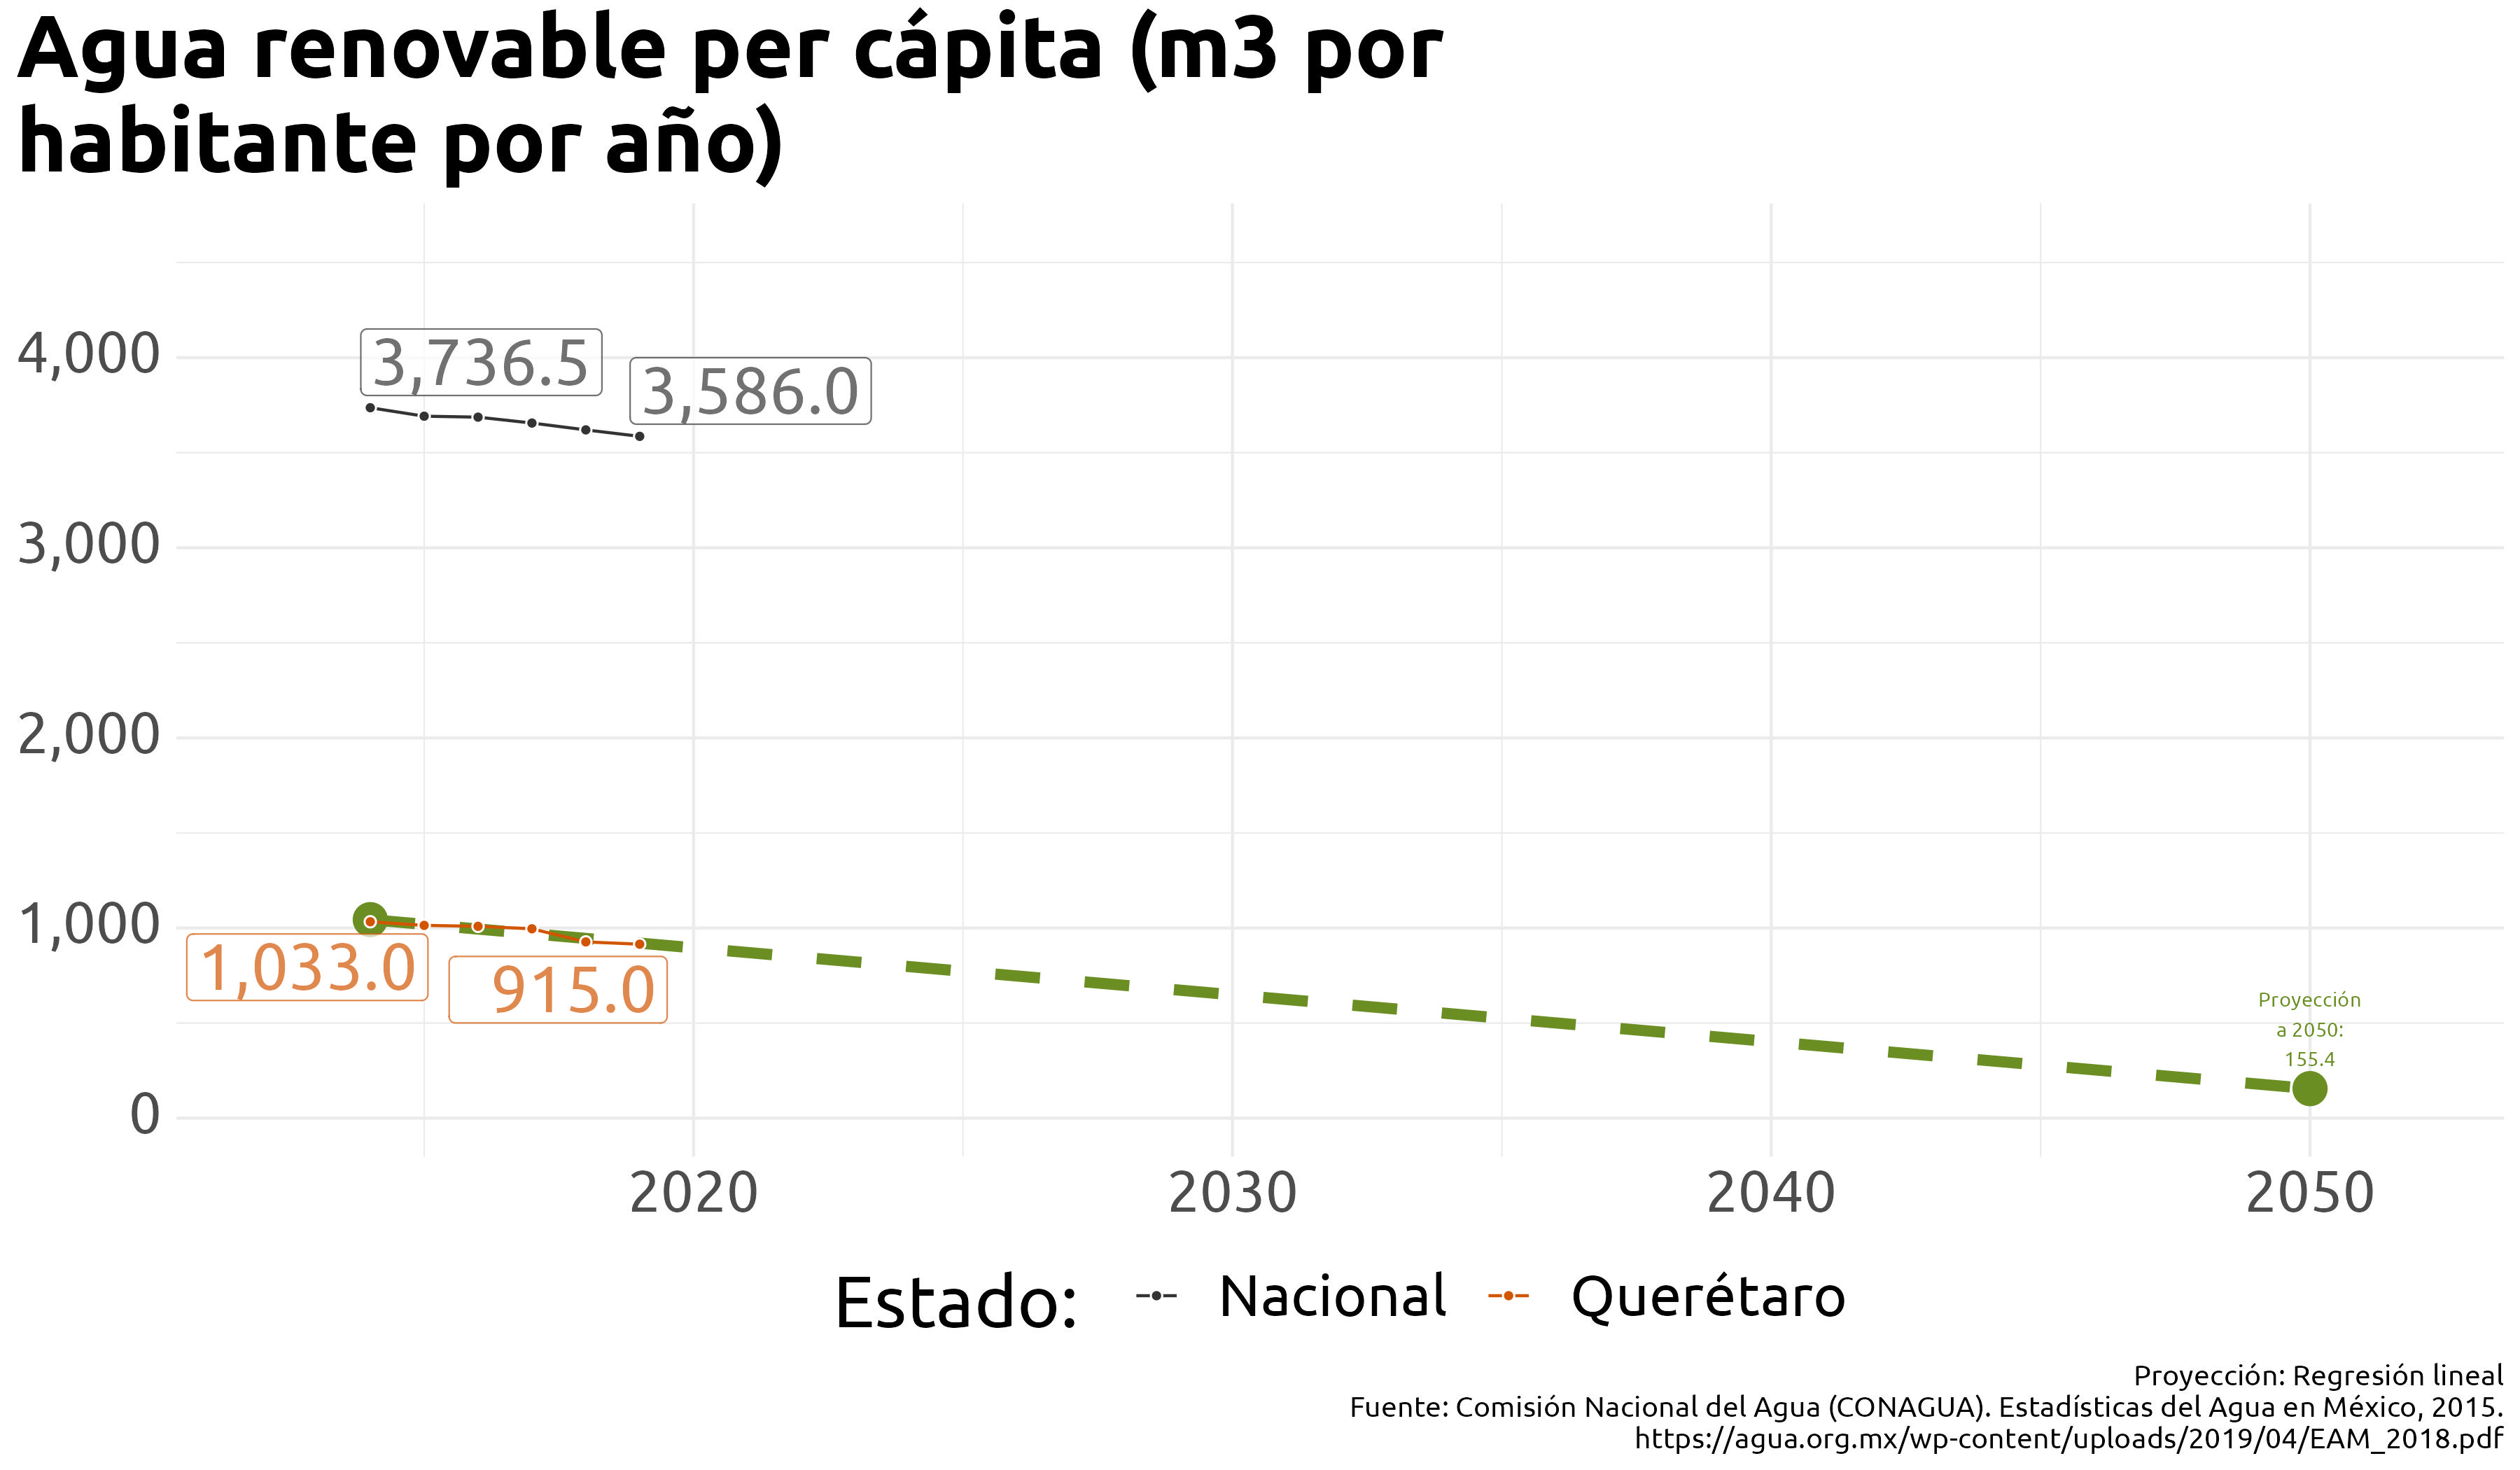 Agua renovable per cápita (m3 por
habitante por año)
4,000
3,000
2,000
1,000
0
3,736.5
3,586.0
1,033.0
915.0
Proyección
a 2050:
155.4
2020
2030
2040
2050
Estado:
Nacional
Querétaro
Proyección: Regresión lineal
Fuente: Comisión Nacional del Agua (CONAGUA). Estadísticas del Agua en México, 2015.
https://agua.org.mx/wp-content/uploads/2019/04/EAM_2018.pdf